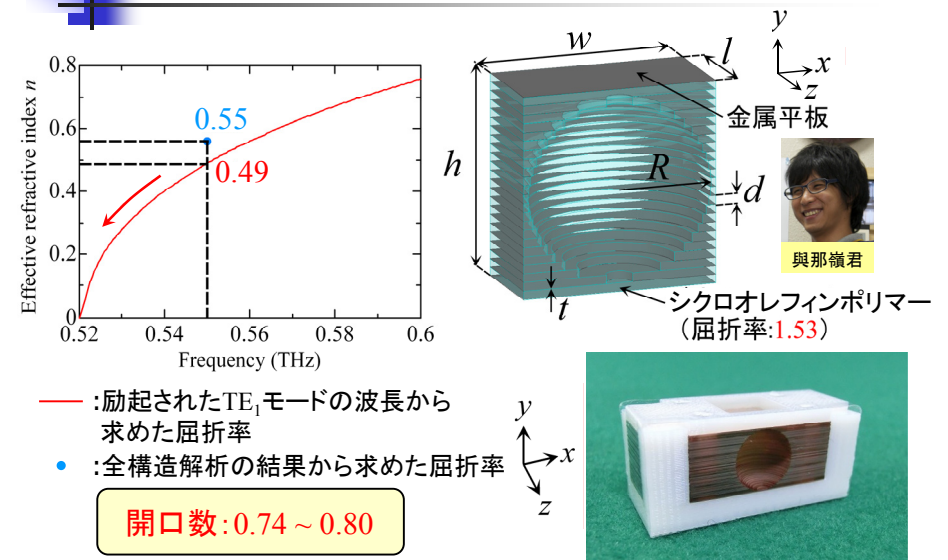 0.8
0.6
0.4
0.2
0
0.52
0.54
0.56
0.58
0.6
Effective refractive index n
Frequency (THz)
0.55
0.49
w
l
h
R
d
t
y
x
z
金属平板
與那嶺君
シクロオレフィンポリマー
（屈折率:1.53）
:励起されたTE₁モードの波長から
求めた屈折率
:全構造解析の結果から求めた屈折率
開口数：0.74 ~ 0.80
y
x
z